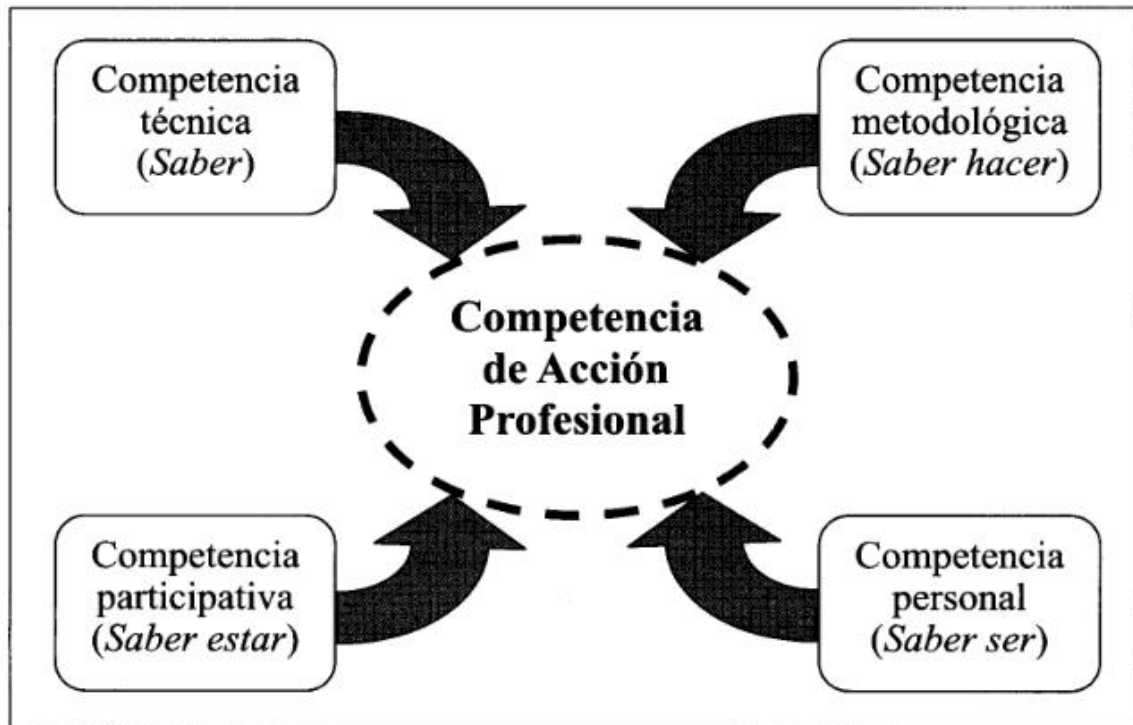 Competencia
técnica
(Saber)
Competencia
metodológica
(Saber hacer)
Competencia
de Acción
Profesional
Competencia
participativa
(Saber estar)
Competencia
personal
(Saber ser)